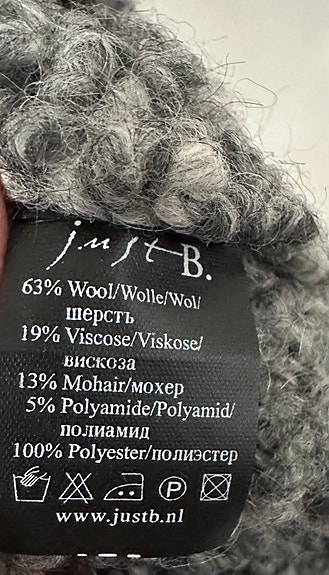 just B.
63% Wool/Wolle/Wol/
шерсть
19% Viscose/Viskose/
вискоза
13% Mohair/мохер
5% Polyamide/Polyamid/
полиамид
100% Polyester/полиэстер
P
www.justb.nl